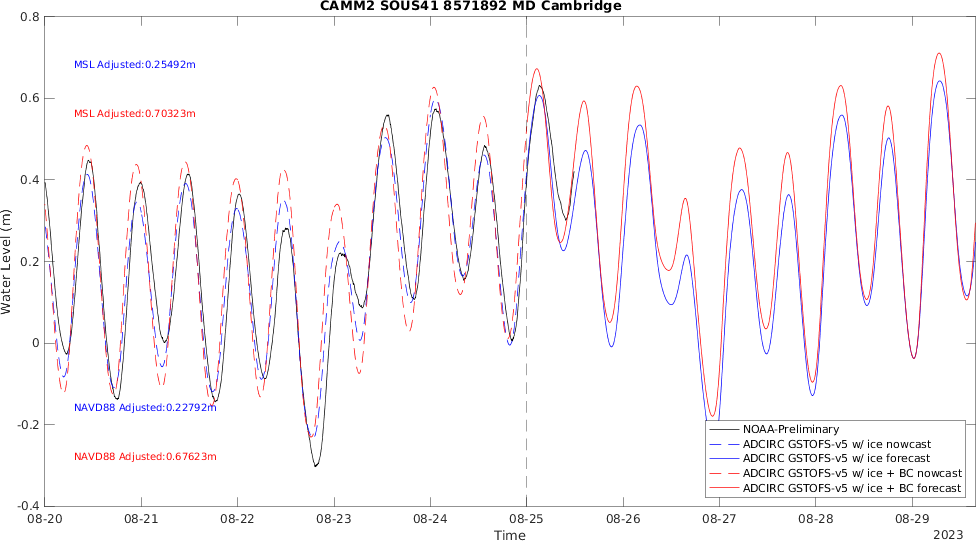 CAMM2 SOUS41 8571892 MD Cambridge
0.8
0.6
0.4
0.2
0
-0.2
-0.4
Water Level (m)
MSL Adjusted:0.25492m
MSL Adjusted:0.70323m
NAVD88 Adjusted:0.22792m
NAVD88 Adjusted:0.67623m
NOAA-Preliminary
ADCIRC GSTOFS-v5 w/ ice nowcast
ADCIRC GSTOFS-v5 w/ ice forecast
ADCIRC GSTOFS-v5 w/ ice + BC nowcast
ADCIRC GSTOFS-v5 w/ ice + BC forecast
08-20 08-21 08-22 08-23 08-24 08-25 08-26 08-27 08-28 08-29
Time
2023